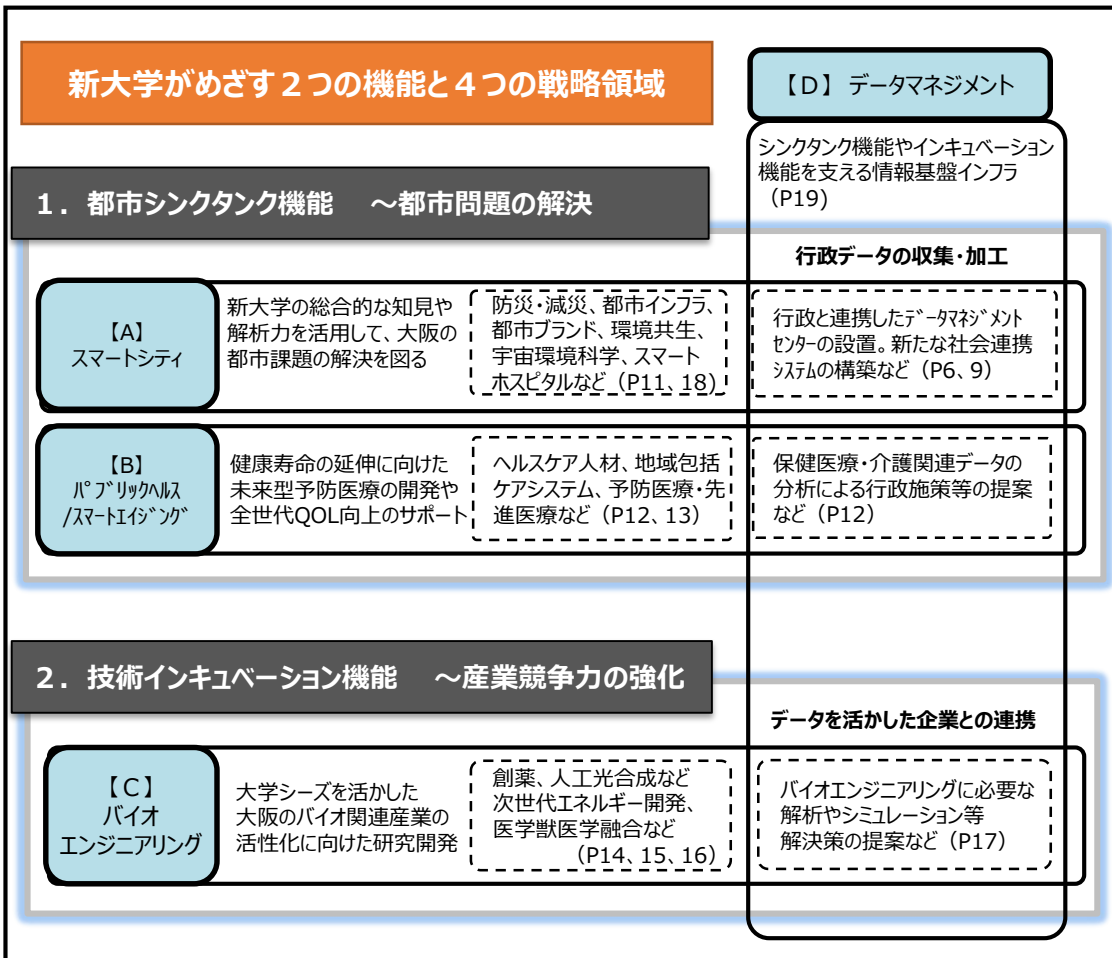 新大学がめざす２つの機能と４つの戦略領域
【D】 データマネジメント
シンクタンク機能やインキュベーション
機能を支える情報基盤インフラ
（P19）
１．都市シンクタンク機能　～都市問題の解決
行政データの収集・加工
【A】
スマートシティ
新大学の総合的な知見や
解析力を活用して、大阪の
都市課題の解決を図る
防災・減災、都市インフラ、
都市ブランド、環境共生、
宇宙環境科学、スマート
ホスピタルなど（P11、18）
行政と連携したﾃﾞｰﾀﾏﾈｼﾞﾒﾝﾄ
ｾﾝﾀｰの設置。新たな社会連携
ｼｽﾃﾑの構築など（P6、9）
【B】
ﾊﾟﾌﾞﾘｯｸﾍﾙｽ
/ｽﾏｰﾄｴｲｼﾞﾝｸﾞ
健康寿命の延伸に向けた
未来型予防医療の開発や
全世代QOL向上のサポート
ヘルスケア人材、地域包括
ケアシステム、予防医療・先
進医療など（P12、13）
保健医療・介護関連データの
分析による行政施策等の提案
など（P12）
２．技術インキュベーション機能　～産業競争力の強化
データを活かした企業との連携
【C】
バイオ
エンジニアリング
大学シーズを活かした
大阪のバイオ関連産業の
活性化に向けた研究開発
創薬、人工光合成など
次世代エネルギー開発、
医学獣医学融合など
（P14、15、16）
バイオエンジニアリングに必要な
解析やシミュレーション等
解決策の提案など（P17）